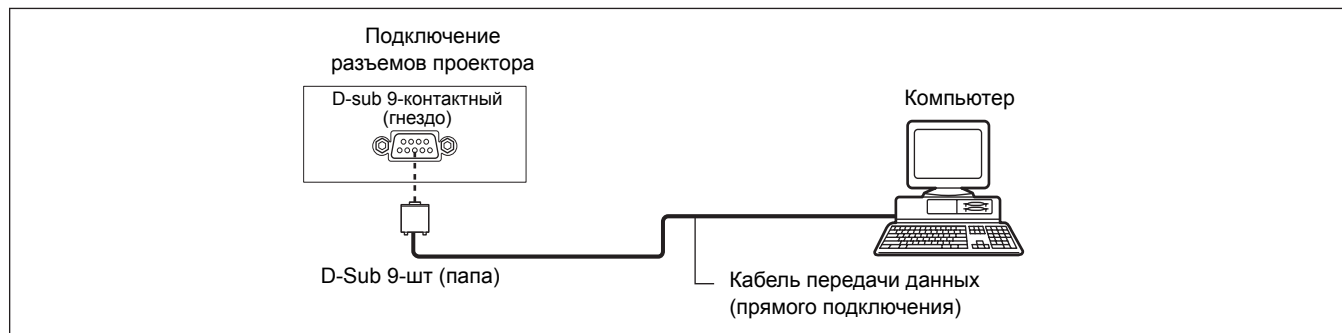 Подключение
разъемов проектора
D-sub 9-контактный
(гнездо)
Компьютер
D-Sub 9-шт (папа)
Кабель передачи данных
(прямого подключения)